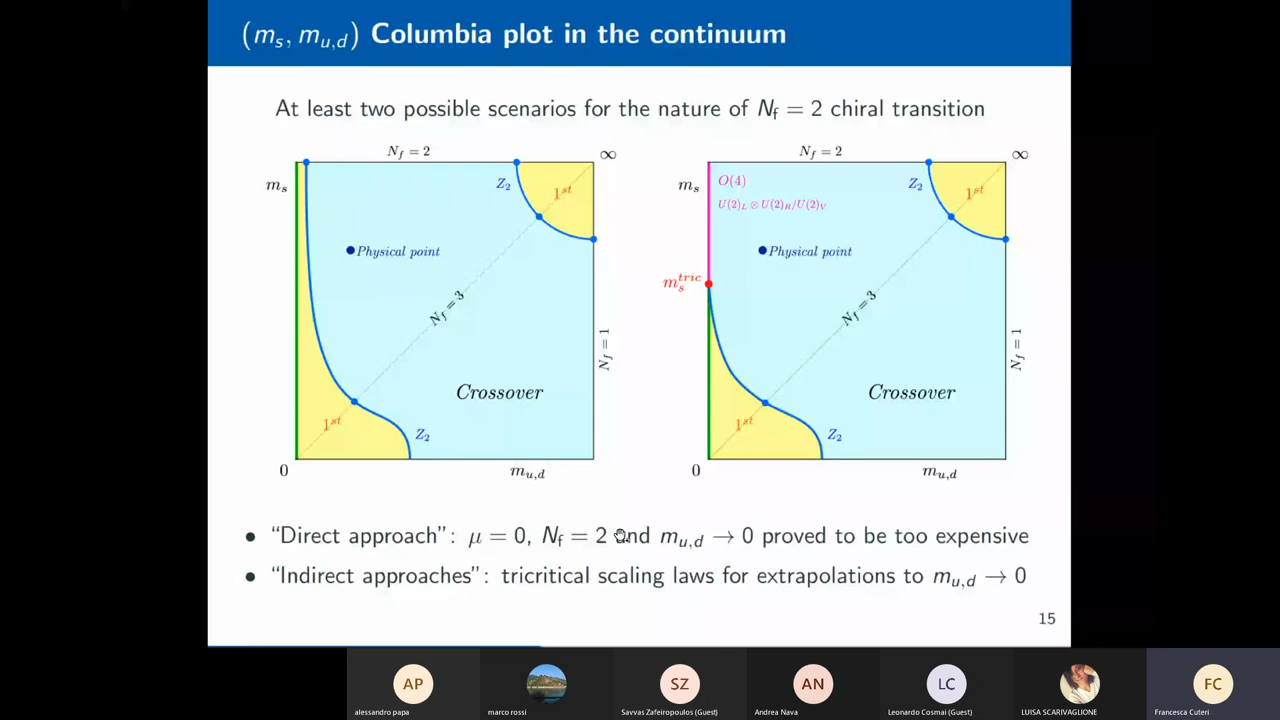 (m_s, m_{u,d}) Columbia plot in the continuum
At least two possible scenarios for the nature of N_f = 2 chiral transition
N_f = 2
∞
m_s
Z_2
1^{st}
Physical point
N_f = 3
N_f = 1
Crossover
1^{st}
Z_2
0
m_{u,d}
N_f = 2
∞
m_s
O(4)
U(2)_L ⊗ U(2)_R/U(2)_V
Z_2
1^{st}
Physical point
m_s^{tric}
N_f = 3
N_f = 1
Crossover
1^{st}
Z_2
0
m_{u,d}
• “Direct approach”: μ = 0, N_f = 2 and m_{u,d} → 0 proved to be too expensive
• “Indirect approaches”: tricritical scaling laws for extrapolations to m_{u,d} → 0
15
AP
SZ
AN
LC
FC
alessandro papa
marco rossi
Savvas Zafeiropoulos (Guest)
Andrea Nava
Leonardo Cosmai (Guest)
LUISA SCARIVAGLIONE
Francesca Cuteri